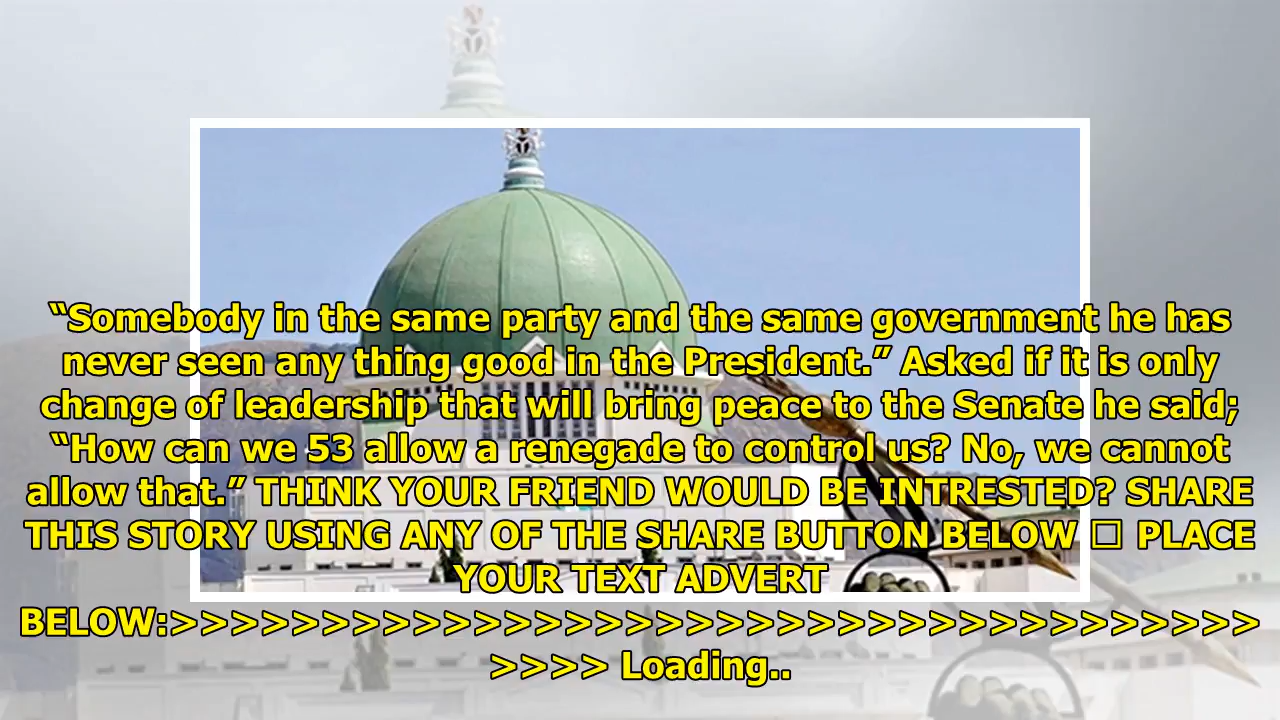 “Somebody in the same party and the same government he has
never seen any thing good in the President.” Asked if it is only
change of leadership that will bring peace to the Senate he said;
“How can we 53 allow a renegade to control us? No, we cannot
allow that.” THINK YOUR FRIEND WOULD BE INTRESTED? SHARE
THIS STORY USING ANY OF THE SHARE BUTTON BELOW □ PLACE
YOUR TEXT ADVERT
BELOW:>>>>>>>>>>>>>>>>>>>>>>>>>>>>>>>>>>>>
>>>> Loading..